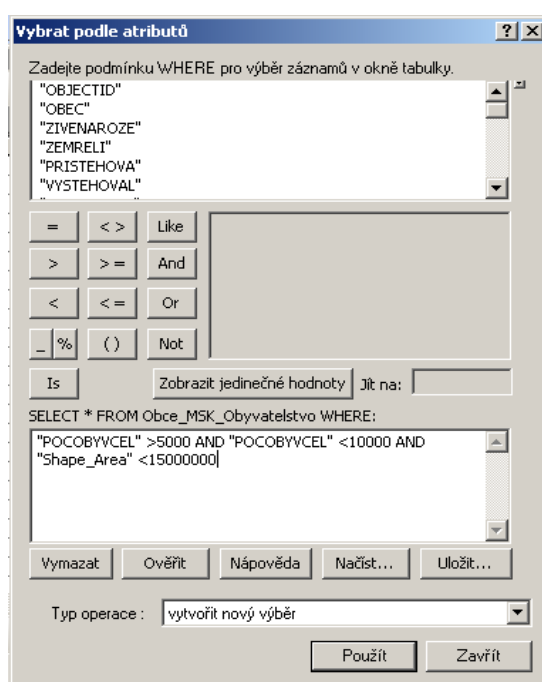 Vybrat podle atributů
Zadejte podmínku WHERE pro výběr záznamů v okně tabulky.
"OBJECTID"
"OBEC"
"ZIVENAROZE"
"ZEMRELI"
"PRISTEHOVA"
"VYSTEHOVAL"
= < > Like
> > = And
< < = Or
_ % ( ) Not
Is Zobrazit jedinečné hodnoty Jít na:
SELECT * FROM Obce_MSK_Obyvatelstvo WHERE:
"POCOBYVCEL" >5000 AND "POCOBYVCEL" <10000 AND
"Shape_Area" <15000000
Vymazat Ověřit Nápověda Načíst... Uložit...
Typ operace : vytvořit nový výběr
Použít Zavřít